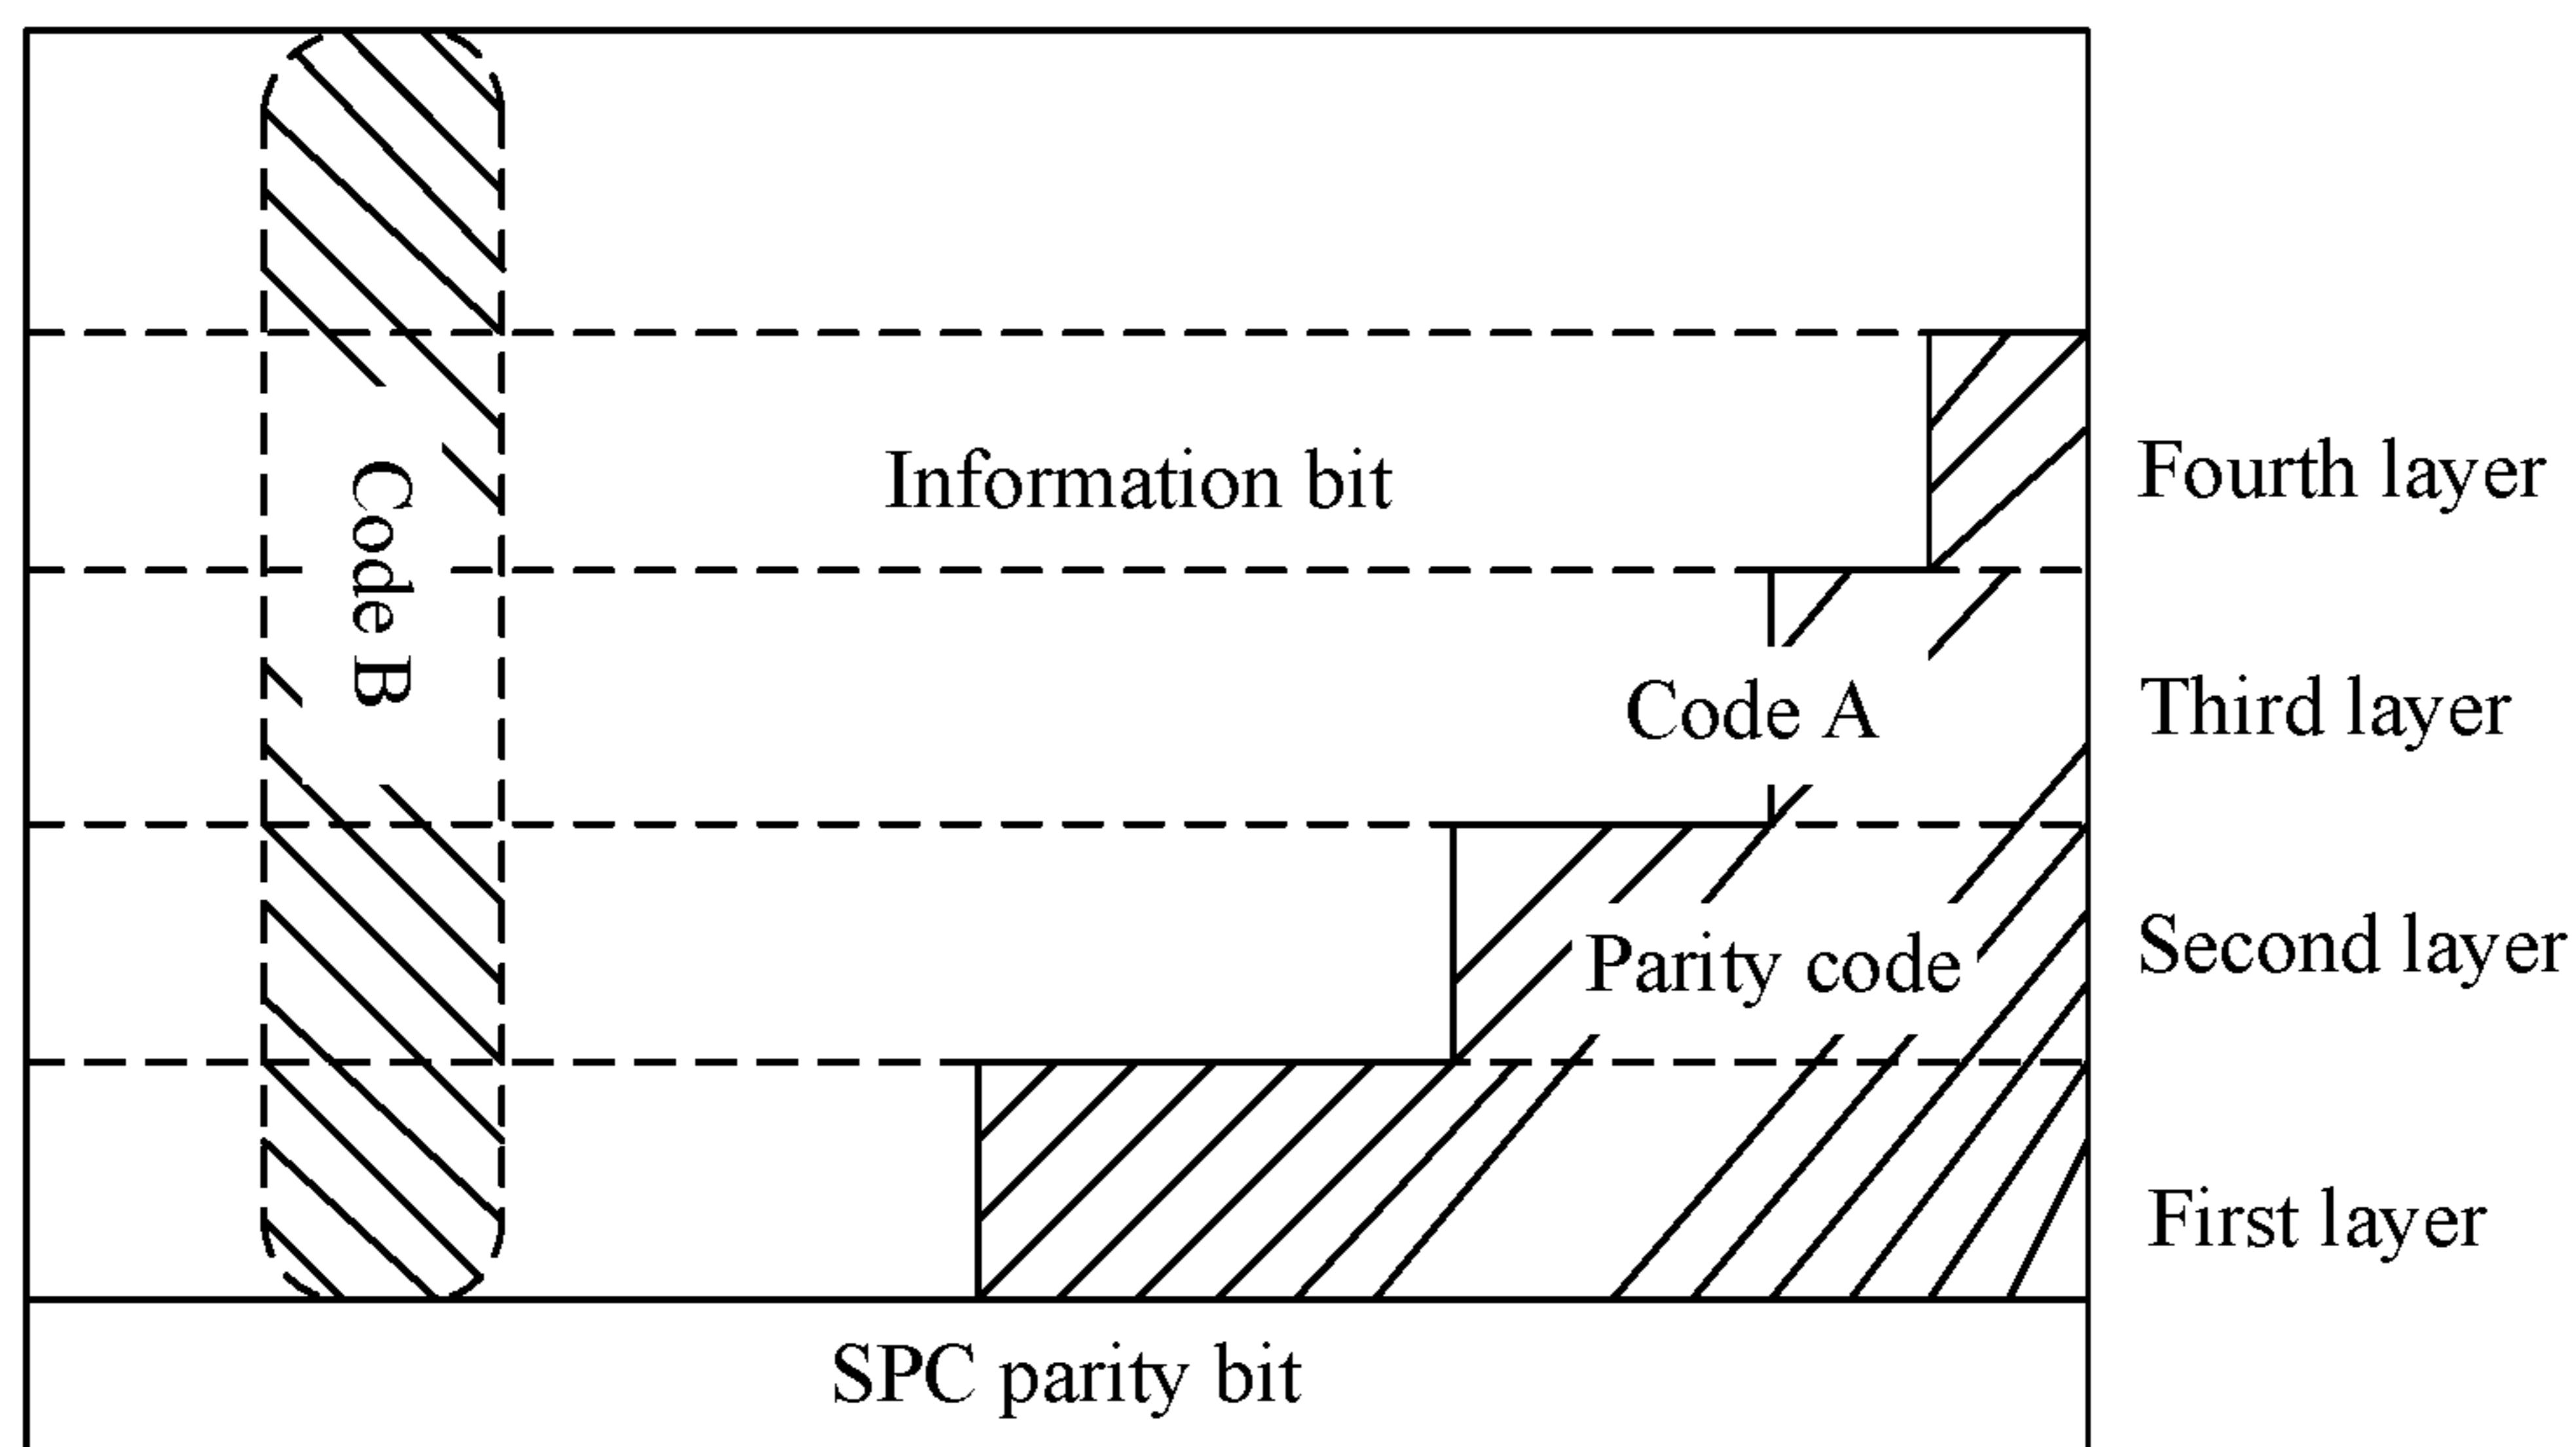 Code B
Information bit
Fourth layer
Code A
Third layer
Parity code
Second layer
First layer
SPC parity bit